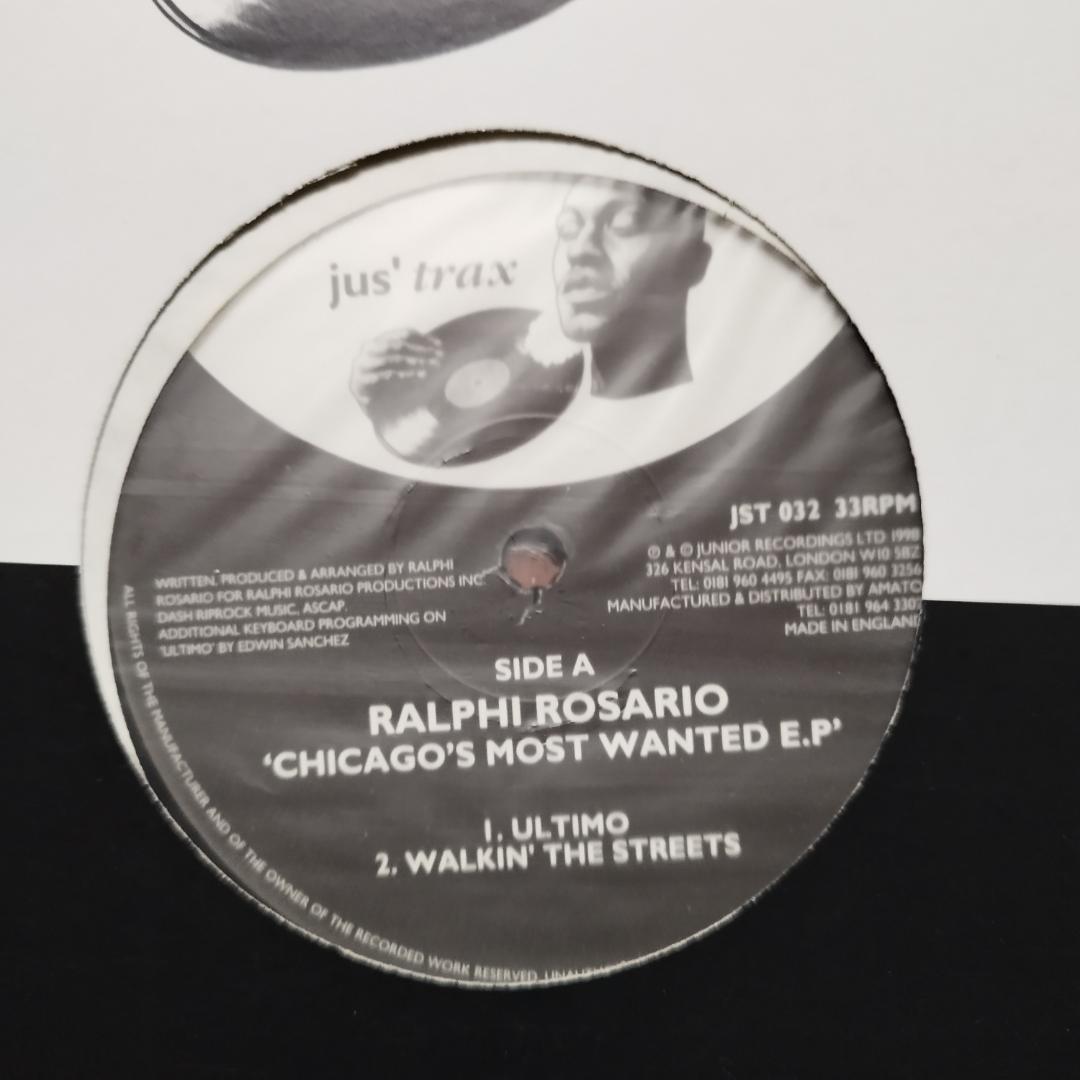 jus' trax
JST 032 33RPM
℗ & © JUNIOR RECORDINGS LTD 1998
326 KENSAL ROAD, LONDON W10 5BZ
TEL: 0181 960 4495 FAX: 0181 960 3256
MANUFACTURED & DISTRIBUTED BY AMATO
TEL: 0181 964 330
MADE IN ENGLAND
WRITTEN, PRODUCED & ARRANGED BY RALPHI
ROSARIO FOR RALPHI ROSARIO PRODUCTIONS INC.
DASH RIPROCK MUSIC, ASCAP.
ADDITIONAL KEYBOARD PROGRAMMING ON
'ULTIMO' BY EDWIN SANCHEZ
SIDE A
RALPHI ROSARIO
'CHICAGO'S MOST WANTED E.P'
1. ULTIMO
2. WALKIN' THE STREETS
ALL RIGHTS OF THE MANUFACTURER AND OF THE OWNER OF THE RECORDED WORK RESERVED.